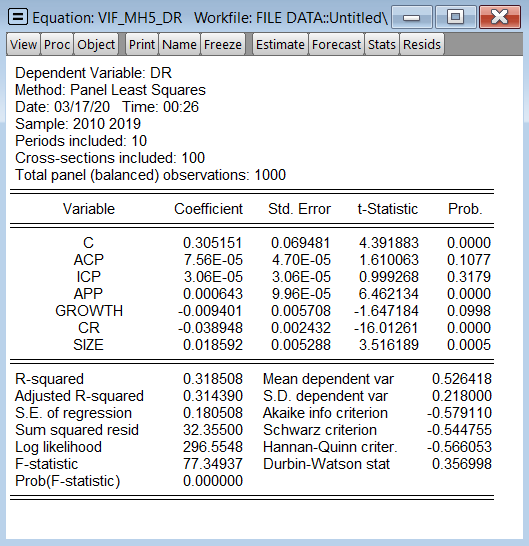 Equation: VIF_MH5_DR Workfile: FILE DATA::Untitled\
View Proc Object Print Name Freeze Estimate Forecast Stats Resids
Dependent Variable: DR
Method: Panel Least Squares
Date: 03/17/20 Time: 00:26
Sample: 2010 2019
Periods included: 10
Cross-sections included: 100
Total panel (balanced) observations: 1000
Variable Coefficient Std. Error t-Statistic Prob.
C 0.305151 0.069481 4.391883 0.0000
ACP 7.56E-05 4.70E-05 1.610063 0.1077
ICP 3.06E-05 3.06E-05 0.999268 0.3179
APP 0.000643 9.96E-05 6.462134 0.0000
GROWTH -0.009401 0.005708 -1.647184 0.0998
CR -0.038948 0.002432 -16.01261 0.0000
SIZE 0.018592 0.005288 3.516189 0.0005
R-squared 0.318508 Mean dependent var 0.526418
Adjusted R-squared 0.314390 S.D. dependent var 0.218000
S.E. of regression 0.180508 Akaike info criterion -0.579110
Sum squared resid 32.35500 Schwarz criterion -0.544755
Log likelihood 296.5548 Hannan-Quinn criter. -0.566053
F-statistic 77.34937 Durbin-Watson stat 0.356998
Prob(F-statistic) 0.000000